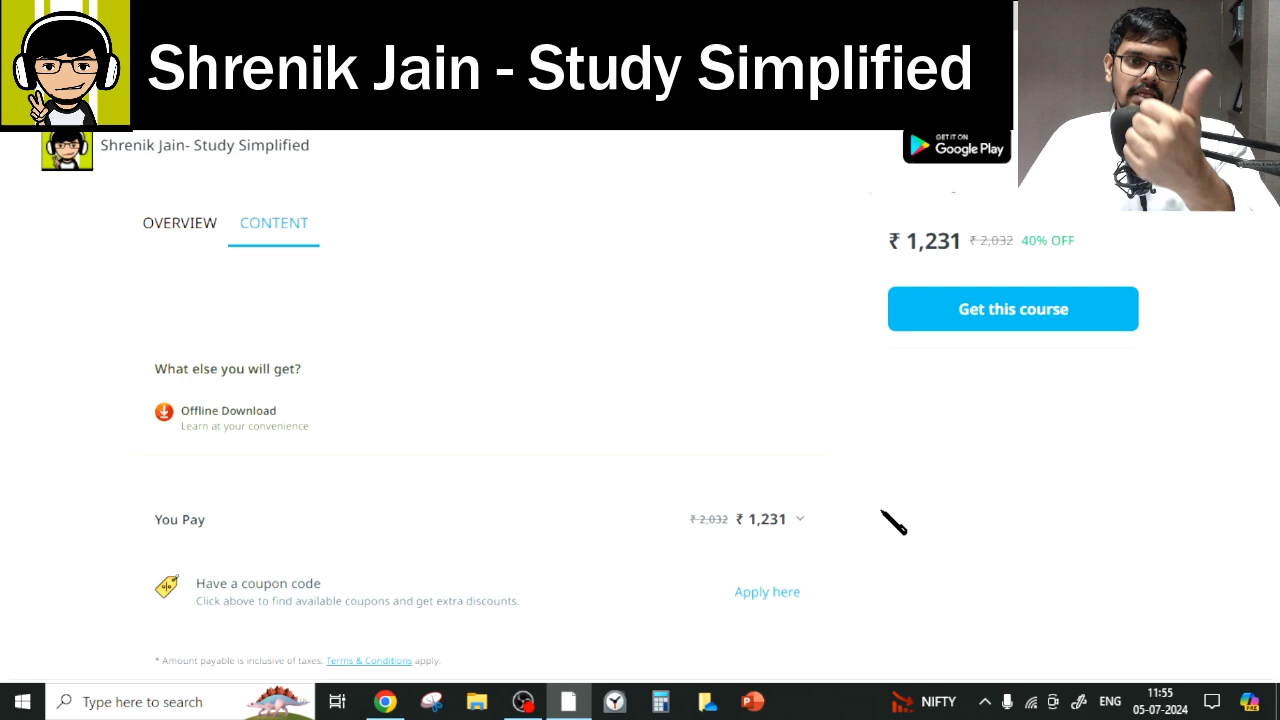 Shrenik Jain - Study Simplified
Shrenik Jain- Study Simplified
GET IT ON
Google Play
OVERVIEW
CONTENT
₹ 1,231 ₹ 2,032 40% OFF
Get this course
What else you will get?
Offline Download
Learn at your convenience
You Pay
₹ 2,032 ₹ 1,231
Have a coupon code
Click above to find available coupons and get extra discounts.
Apply here
* Amount payable is inclusive of taxes. Terms & Conditions apply.
Type here to search
NIFTY
ENG
11:55
05-07-2024